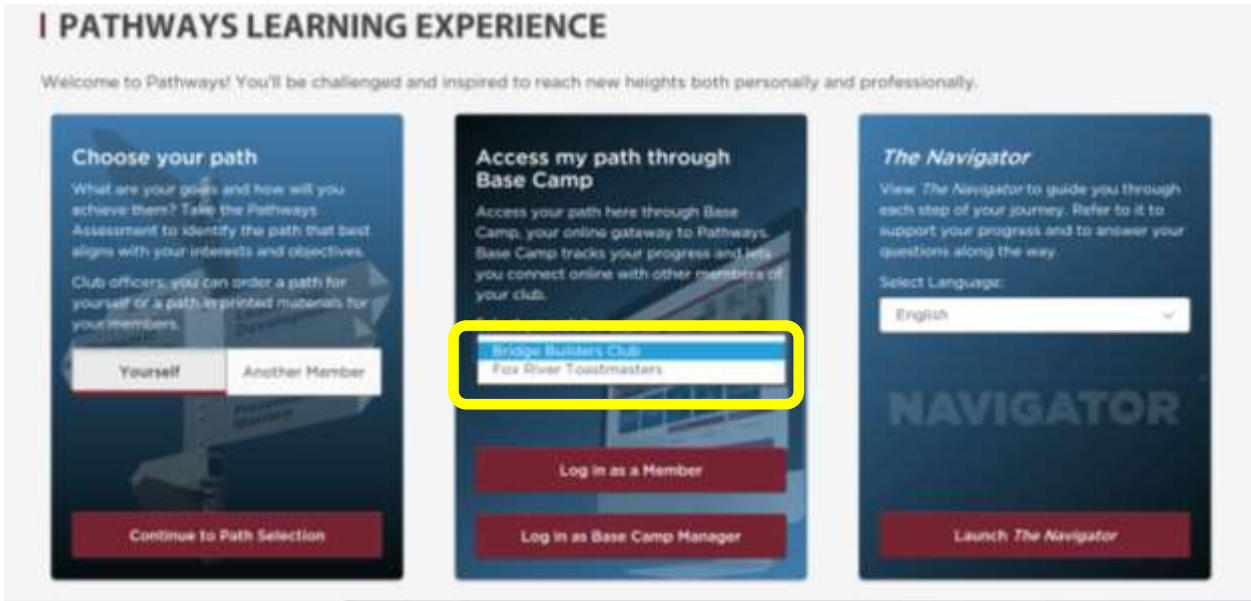 PATHWAYS LEARNING EXPERIENCE
Welcome to Pathways! You'll be challenged and inspired to reach new heights both personally and professionally.
Choose your path
What are your goals and how will you
achieve them? Take the Pathways
Assessment to identify the path that best
aligns with your interests and objectives.
Club officers, you can order a path for
yourself or a path in printed materials for
your members.
Yourself
Another Member
Continue to Path Selection
Access my path through
Base Camp
Access your path here through Base
Camp, your online gateway to Pathways.
Base Camp tracks your progress and lets
you connect online with other members of
your club.
Bridge Builders Club
Fox River Toastmasters
Log in as a Member
Log in as Base Camp Manager
The Navigator
View The Navigator to guide you through
each step of your journey. Refer to it to
support your progress and to answer your
questions along the way.
Select Language:
English
NAVIGATOR
Launch The Navigator